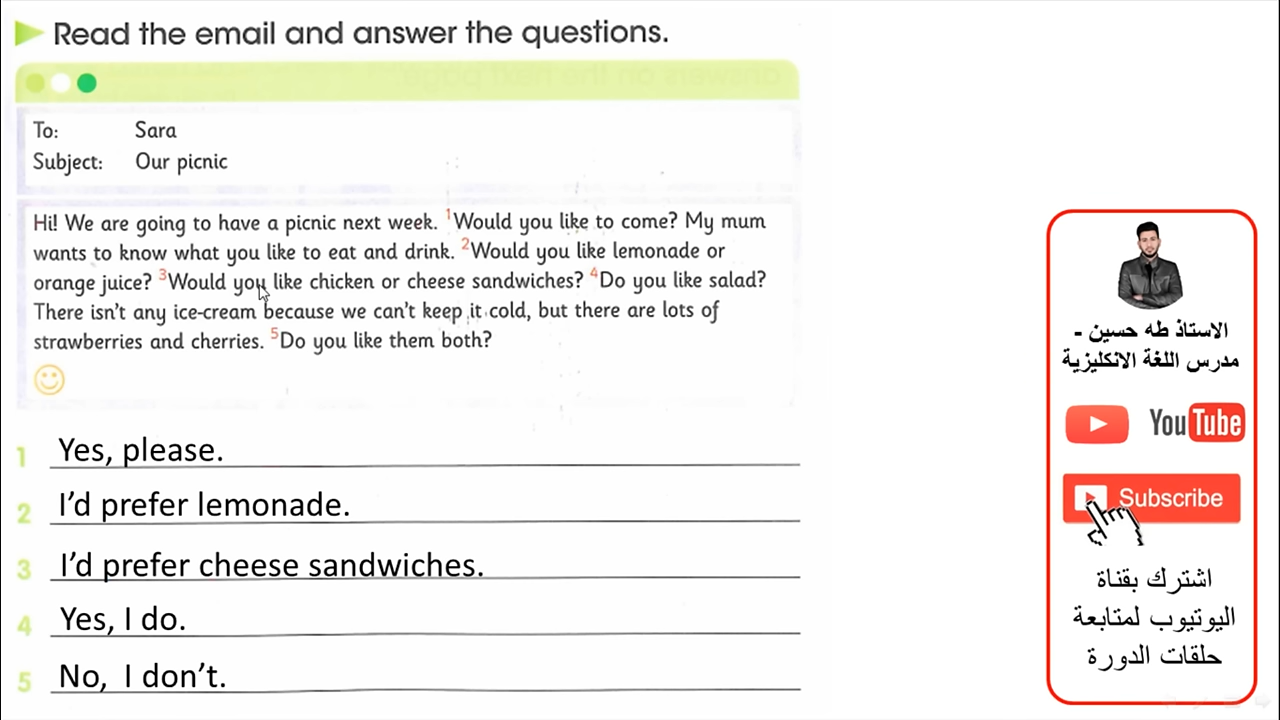 Read the email and answer the questions.
To: Sara
Subject: Our picnic
Hi! We are going to have a picnic next week. ¹Would you like to come? My mum
wants to know what you like to eat and drink. ²Would you like lemonade or
orange juice? ³Would you like chicken or cheese sandwiches? ⁴Do you like salad?
There isn't any ice-cream because we can't keep it cold, but there are lots of
strawberries and cherries. ⁵Do you like them both?
1 Yes, please.
2 I'd prefer lemonade.
3 I'd prefer cheese sandwiches.
4 Yes, I do.
5 No, I don't.
الاستاذ طه حسين -
مدرس اللغة الانكليزية
YouTube
Subscribe
اشترك بقناة
اليوتيوب لمتابعة
حلقات الدورة